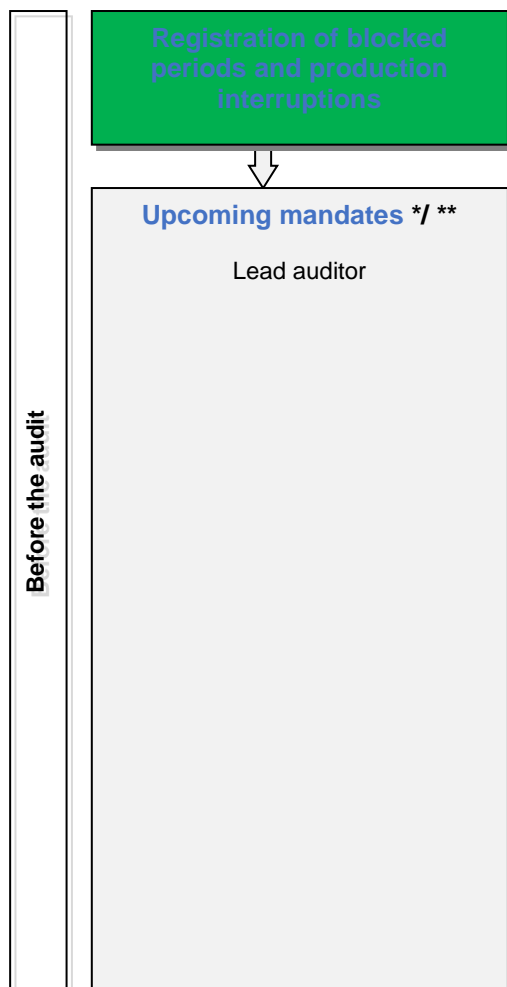 Registration of blocked
periods and production
interruptions
Upcoming mandates */ **
Lead auditor
Before the audit